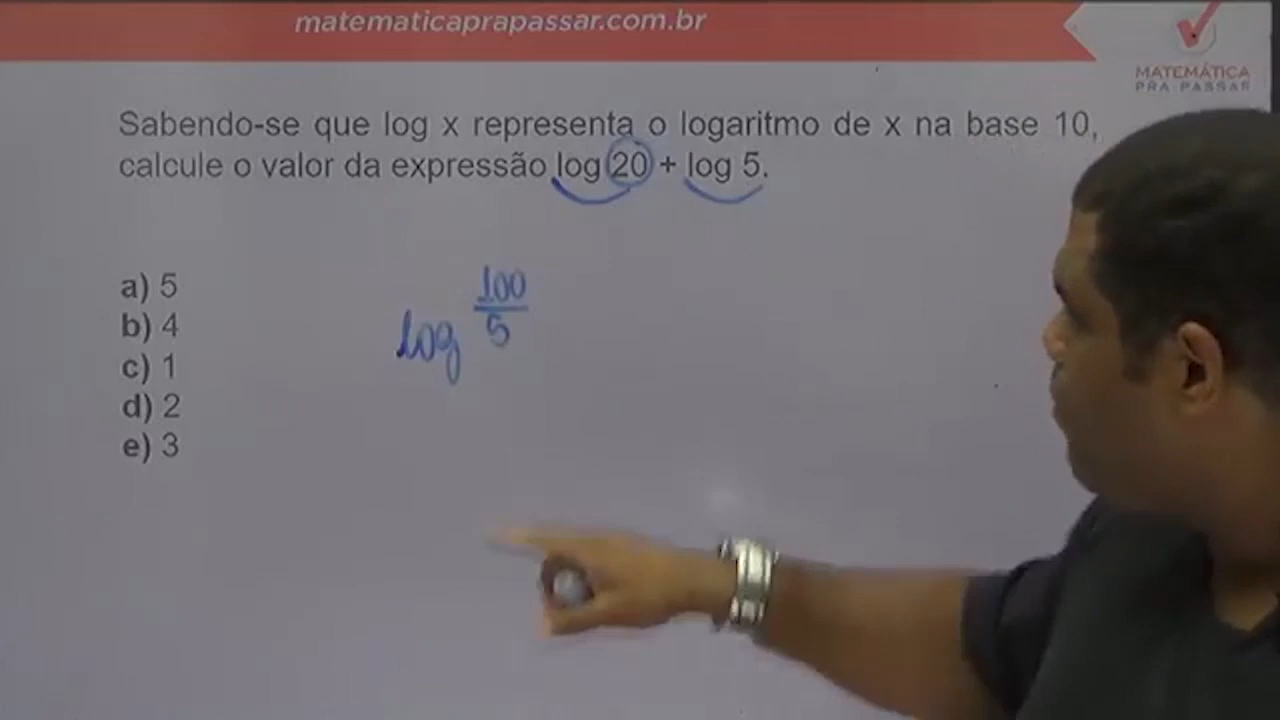 matematicaprapassar.com.br
MATEMÁTICA
PRA PASSAR
Sabendo-se que log x representa o logaritmo de x na base 10,
calcule o valor da expressão log 20 + log 5.
a) 5
b) 4
c) 1
d) 2
e) 3
100
log
5